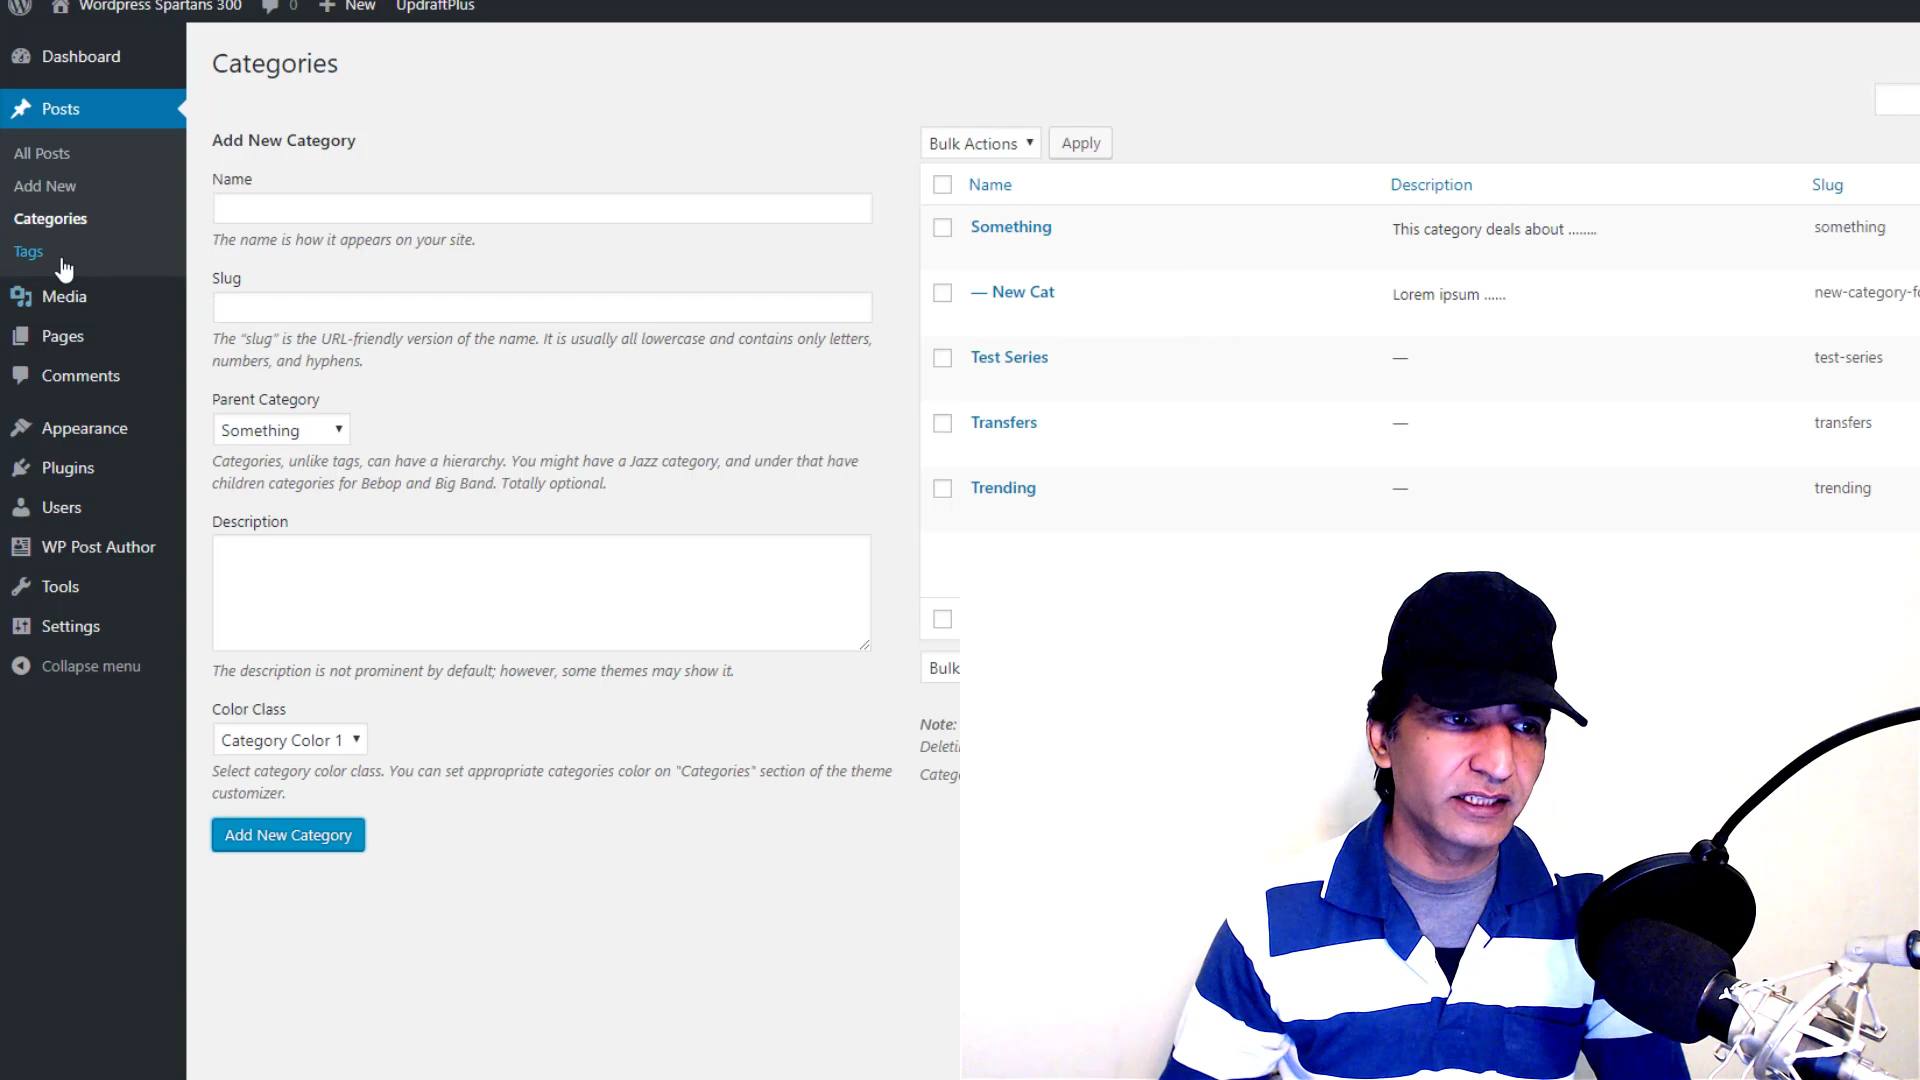 Wordpress Spartans 300 0 New UpdraftPlus
Dashboard
Posts
All Posts
Add New
Categories
Tags
Media
Pages
Comments
Appearance
Plugins
Users
WP Post Author
Tools
Settings
Collapse menu
Categories
Add New Category
Name
The name is how it appears on your site.
Slug
The "slug" is the URL-friendly version of the name. It is usually all lowercase and contains only letters,
numbers, and hyphens.
Parent Category
Something
Categories, unlike tags, can have a hierarchy. You might have a Jazz category, and under that have
children categories for Bebop and Big Band. Totally optional.
Description
The description is not prominent by default; however, some themes may show it.
Color Class
Category Color 1
Select category color class. You can set appropriate categories color on "Categories" section of the theme
customizer.
Add New Category
Bulk Actions Apply
Name Description Slug
Something This category deals about ........ something
— New Cat Lorem ipsum ...... new-category-fo
Test Series — test-series
Transfers — transfers
Trending — trending
Bulk
Note:
Deleti
Catego